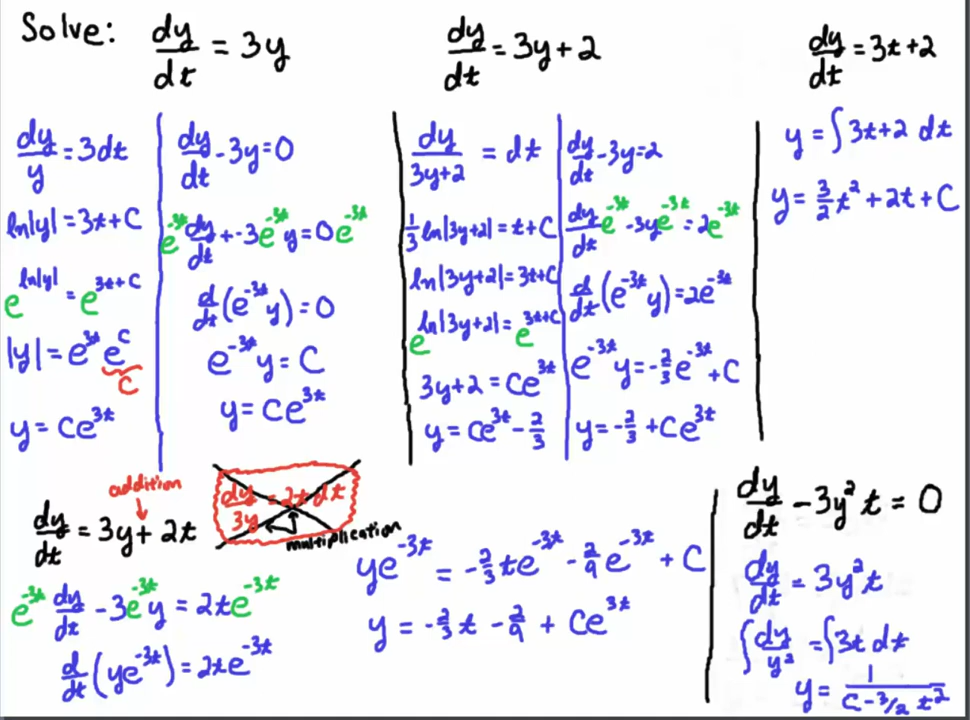 Solve: dy/dt = 3y
dy/y = 3dt
ln|y| = 3t + C
e^{ln|y|} = e^{3t+C}
|y| = e^{3t} e^{C}
C
y = Ce^{3t}
dy/dt - 3y = 0
e^{-3t} dy/dt + -3e^{-3t} y = 0e^{-3t}
d/dt (e^{-3t} y) = 0
e^{-3t} y = C
y = Ce^{3t}
dy/dt = 3y + 2
dy/(3y+2) = dt
1/3 ln|3y+2| = t + C
ln|3y+2| = 3t + C
e^{ln|3y+2|} = e^{3t+C}
3y + 2 = Ce^{3t}
y = Ce^{3t} - 2/3
dy/dt - 3y = 2
dy/dt e^{-3t} - 3ye^{-3t} = 2e^{-3t}
d/dt (e^{-3t} y) = 2e^{-3t}
e^{-3t} y = -2/3 e^{-3t} + C
y = -2/3 + Ce^{3t}
dy/dt = 3t + 2
y = ∫ 3t + 2 dt
y = 3/2 t² + 2t + C
addition
dy/dt = 3y + 2t
dy/3y = 2t dt
multiplication
e^{-3t} dy/dt - 3e^{-3t} y = 2te^{-3t}
d/dt (ye^{-3t}) = 2te^{-3t}
ye^{-3t} = -2/3 te^{-3t} - 2/9 e^{-3t} + C
y = -2/3 t - 2/9 + Ce^{3t}
dy/dt - 3y² t = 0
dy/dt = 3y² t
∫ dy/y² = ∫ 3t dt
y = 1/(C - 3/2 t²)